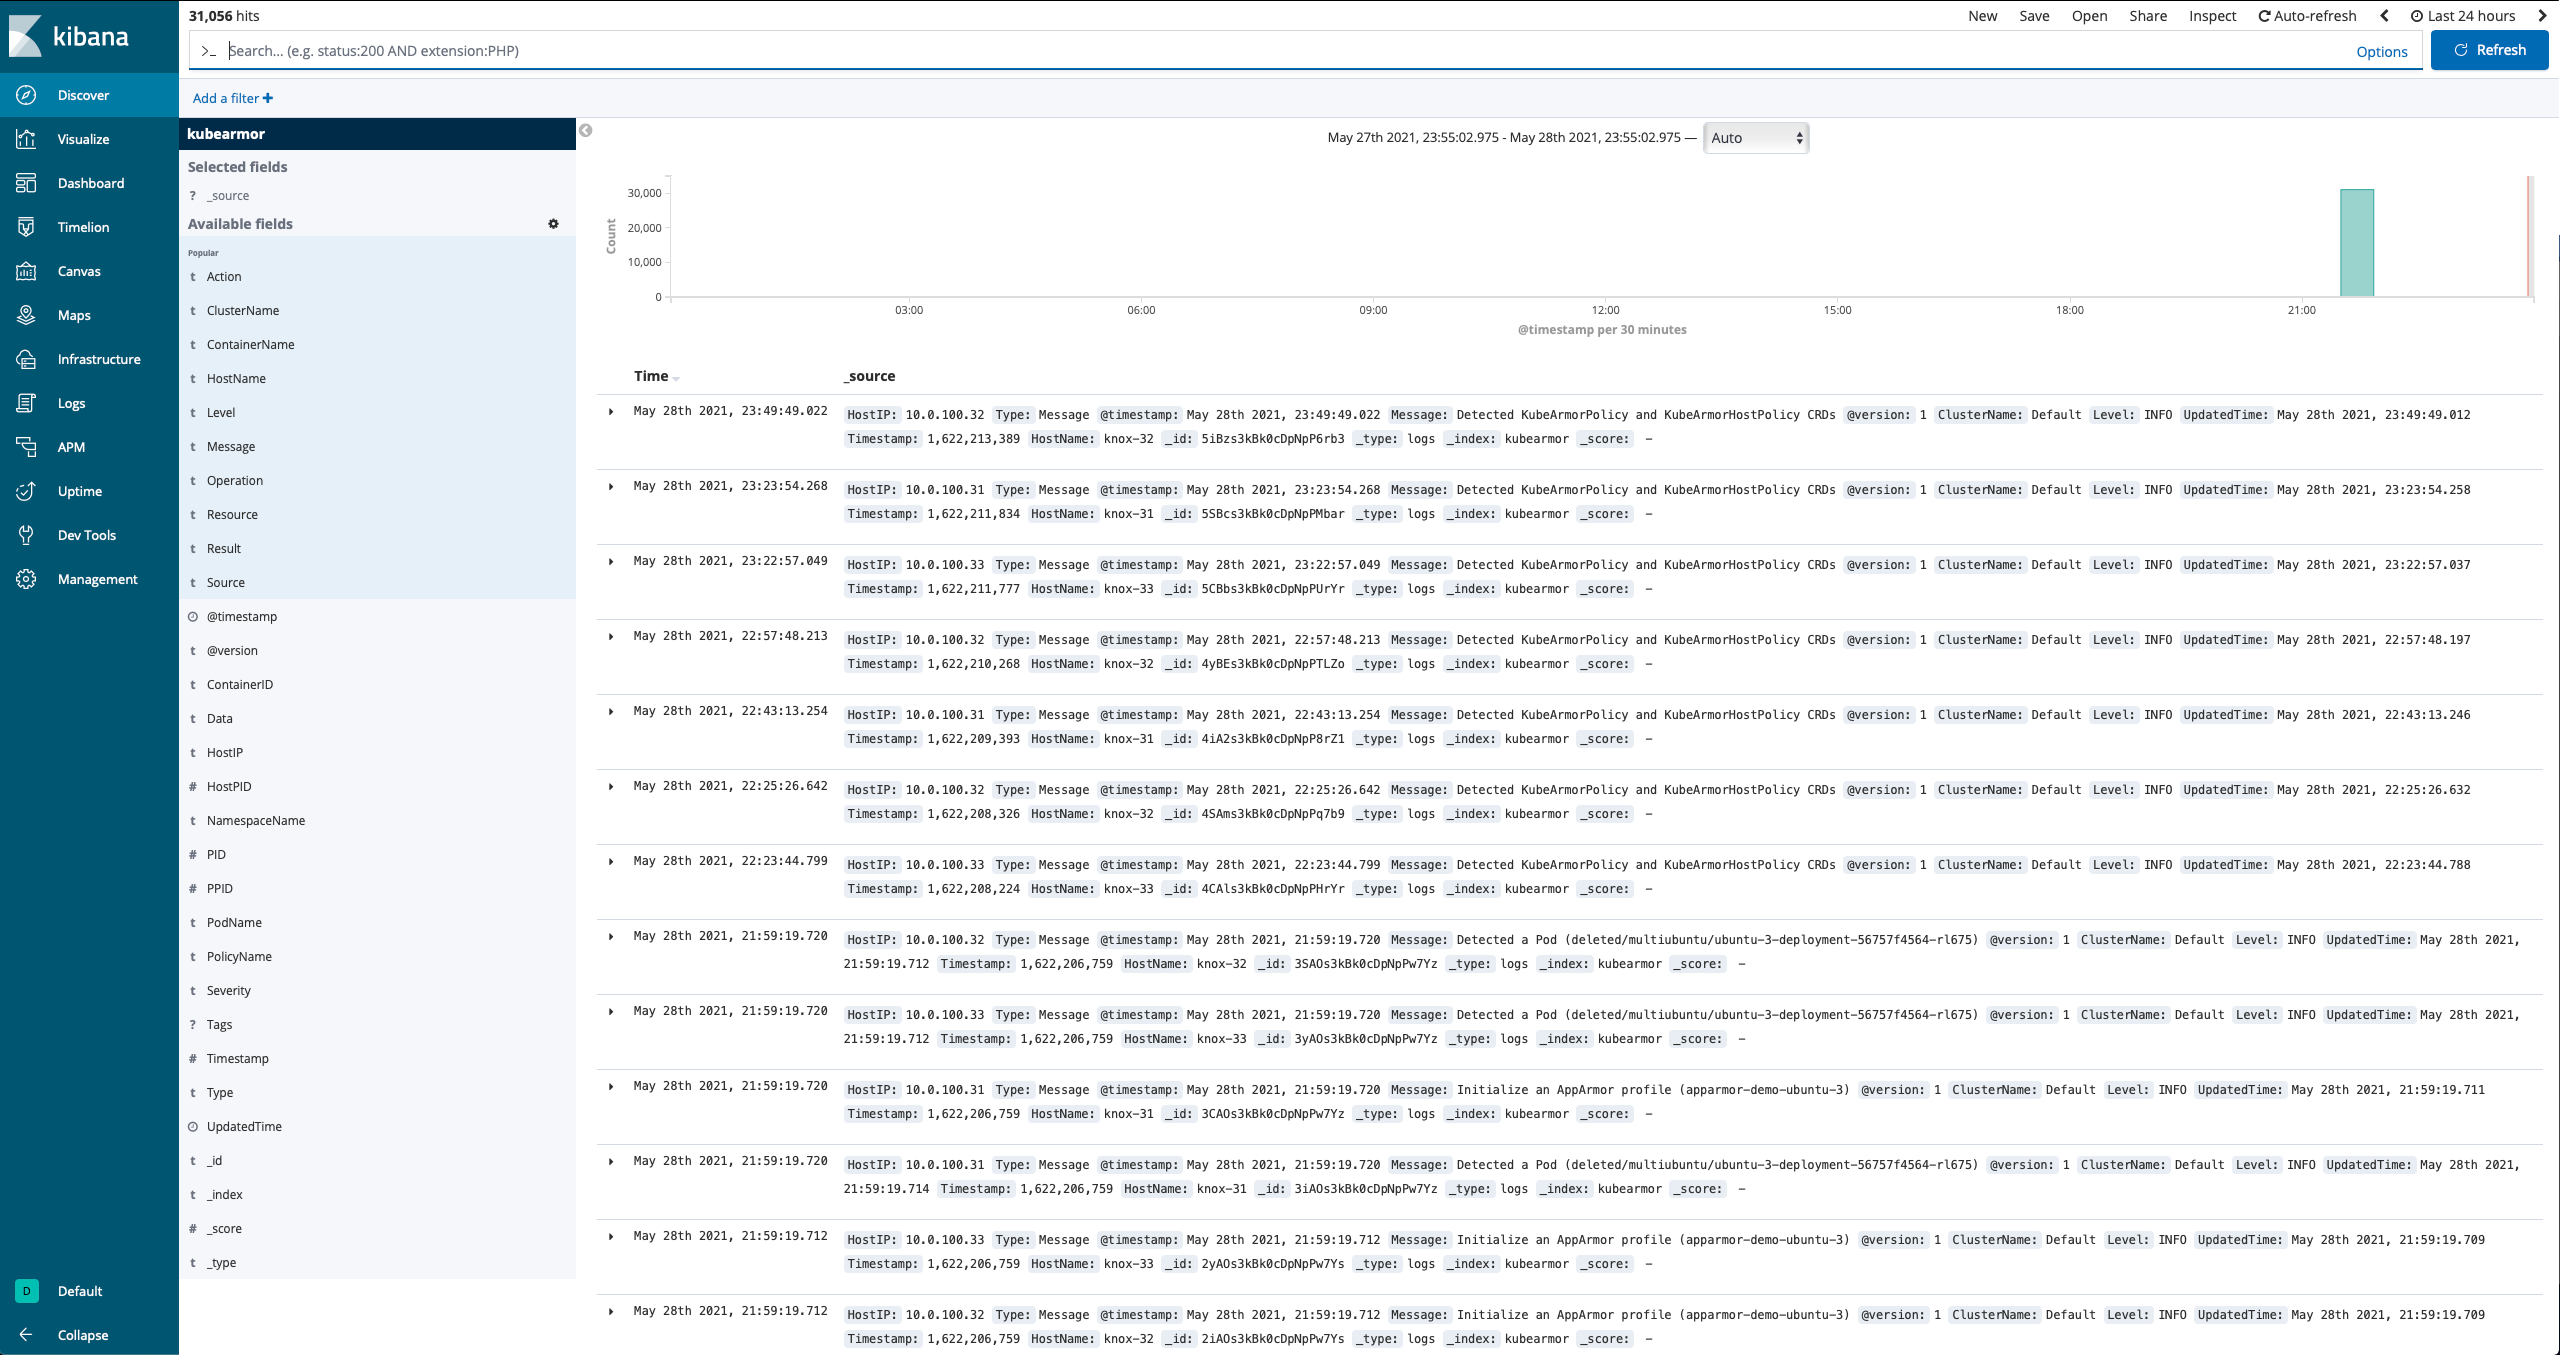 kibana
Discover
Visualize
Dashboard
Timelion
Canvas
Maps
Infrastructure
Logs
APM
Uptime
Dev Tools
Management
D Default
Collapse
31,056 hits
New Save Open Share Inspect Auto-refresh Last 24 hours
>_ Search... (e.g. status:200 AND extension:PHP) Options Refresh
Add a filter +
kubearmor
Selected fields
? _source
Available fields
Popular
t Action
t ClusterName
t ContainerName
t HostName
t Level
t Message
t Operation
t Resource
t Result
t Source
@timestamp
t @version
t ContainerID
t Data
t HostIP
# HostPID
t NamespaceName
# PID
# PPID
t PodName
t PolicyName
t Severity
? Tags
# Timestamp
t Type
UpdatedTime
t _id
t _index
# _score
t _type
May 27th 2021, 23:55:02.975 - May 28th 2021, 23:55:02.975 — Auto
Count
30,000
20,000
10,000
0
03:00 06:00 09:00 12:00 15:00 18:00 21:00
@timestamp per 30 minutes
Time _source
May 28th 2021, 23:49:49.022 HostIP: 10.0.100.32 Type: Message @timestamp: May 28th 2021, 23:49:49.022 Message: Detected KubeArmorPolicy and KubeArmorHostPolicy CRDs @version: 1 ClusterName: Default Level: INFO UpdatedTime: May 28th 2021, 23:49:49.012
Timestamp: 1,622,213,389 HostName: knox-32 _id: 5iBzs3kBk0cDpNpP6rb3 _type: logs _index: kubearmor _score: –
May 28th 2021, 23:23:54.268 HostIP: 10.0.100.31 Type: Message @timestamp: May 28th 2021, 23:23:54.268 Message: Detected KubeArmorPolicy and KubeArmorHostPolicy CRDs @version: 1 ClusterName: Default Level: INFO UpdatedTime: May 28th 2021, 23:23:54.258
Timestamp: 1,622,211,834 HostName: knox-31 _id: 5SBcs3kBk0cDpNpPMbar _type: logs _index: kubearmor _score: –
May 28th 2021, 23:22:57.049 HostIP: 10.0.100.33 Type: Message @timestamp: May 28th 2021, 23:22:57.049 Message: Detected KubeArmorPolicy and KubeArmorHostPolicy CRDs @version: 1 ClusterName: Default Level: INFO UpdatedTime: May 28th 2021, 23:22:57.037
Timestamp: 1,622,211,777 HostName: knox-33 _id: 5CBbs3kBk0cDpNpPUrYr _type: logs _index: kubearmor _score: –
May 28th 2021, 22:57:48.213 HostIP: 10.0.100.32 Type: Message @timestamp: May 28th 2021, 22:57:48.213 Message: Detected KubeArmorPolicy and KubeArmorHostPolicy CRDs @version: 1 ClusterName: Default Level: INFO UpdatedTime: May 28th 2021, 22:57:48.197
Timestamp: 1,622,210,268 HostName: knox-32 _id: 4yBEs3kBk0cDpNpPTLZo _type: logs _index: kubearmor _score: –
May 28th 2021, 22:43:13.254 HostIP: 10.0.100.31 Type: Message @timestamp: May 28th 2021, 22:43:13.254 Message: Detected KubeArmorPolicy and KubeArmorHostPolicy CRDs @version: 1 ClusterName: Default Level: INFO UpdatedTime: May 28th 2021, 22:43:13.246
Timestamp: 1,622,209,393 HostName: knox-31 _id: 4iA2s3kBk0cDpNpP8rZ1 _type: logs _index: kubearmor _score: –
May 28th 2021, 22:25:26.642 HostIP: 10.0.100.32 Type: Message @timestamp: May 28th 2021, 22:25:26.642 Message: Detected KubeArmorPolicy and KubeArmorHostPolicy CRDs @version: 1 ClusterName: Default Level: INFO UpdatedTime: May 28th 2021, 22:25:26.632
Timestamp: 1,622,208,326 HostName: knox-32 _id: 4SAms3kBk0cDpNpPq7b9 _type: logs _index: kubearmor _score: –
May 28th 2021, 22:23:44.799 HostIP: 10.0.100.33 Type: Message @timestamp: May 28th 2021, 22:23:44.799 Message: Detected KubeArmorPolicy and KubeArmorHostPolicy CRDs @version: 1 ClusterName: Default Level: INFO UpdatedTime: May 28th 2021, 22:23:44.788
Timestamp: 1,622,208,224 HostName: knox-33 _id: 4CAls3kBk0cDpNpPHrYr _type: logs _index: kubearmor _score: –
May 28th 2021, 21:59:19.720 HostIP: 10.0.100.32 Type: Message @timestamp: May 28th 2021, 21:59:19.720 Message: Detected a Pod (deleted/multiubuntu/ubuntu-3-deployment-56757f4564-rl675) @version: 1 ClusterName: Default Level: INFO UpdatedTime: May 28th 2021,
21:59:19.712 Timestamp: 1,622,206,759 HostName: knox-32 _id: 3SAOs3kBk0cDpNpPw7Yz _type: logs _index: kubearmor _score: –
May 28th 2021, 21:59:19.720 HostIP: 10.0.100.33 Type: Message @timestamp: May 28th 2021, 21:59:19.720 Message: Detected a Pod (deleted/multiubuntu/ubuntu-3-deployment-56757f4564-rl675) @version: 1 ClusterName: Default Level: INFO UpdatedTime: May 28th 2021,
21:59:19.712 Timestamp: 1,622,206,759 HostName: knox-33 _id: 3yAOs3kBk0cDpNpPw7Yz _type: logs _index: kubearmor _score: –
May 28th 2021, 21:59:19.720 HostIP: 10.0.100.31 Type: Message @timestamp: May 28th 2021, 21:59:19.720 Message: Initialize an AppArmor profile (apparmor-demo-ubuntu-3) @version: 1 ClusterName: Default Level: INFO UpdatedTime: May 28th 2021, 21:59:19.711
Timestamp: 1,622,206,759 HostName: knox-31 _id: 3CAOs3kBk0cDpNpPw7Yz _type: logs _index: kubearmor _score: –
May 28th 2021, 21:59:19.720 HostIP: 10.0.100.31 Type: Message @timestamp: May 28th 2021, 21:59:19.720 Message: Detected a Pod (deleted/multiubuntu/ubuntu-3-deployment-56757f4564-rl675) @version: 1 ClusterName: Default Level: INFO UpdatedTime: May 28th 2021,
21:59:19.714 Timestamp: 1,622,206,759 HostName: knox-31 _id: 3iAOs3kBk0cDpNpPw7Yz _type: logs _index: kubearmor _score: –
May 28th 2021, 21:59:19.712 HostIP: 10.0.100.33 Type: Message @timestamp: May 28th 2021, 21:59:19.712 Message: Initialize an AppArmor profile (apparmor-demo-ubuntu-3) @version: 1 ClusterName: Default Level: INFO UpdatedTime: May 28th 2021, 21:59:19.709
Timestamp: 1,622,206,759 HostName: knox-33 _id: 2yAOs3kBk0cDpNpPw7Ys _type: logs _index: kubearmor _score: –
May 28th 2021, 21:59:19.712 HostIP: 10.0.100.32 Type: Message @timestamp: May 28th 2021, 21:59:19.712 Message: Initialize an AppArmor profile (apparmor-demo-ubuntu-3) @version: 1 ClusterName: Default Level: INFO UpdatedTime: May 28th 2021, 21:59:19.709
Timestamp: 1,622,206,759 HostName: knox-32 _id: 2iAOs3kBk0cDpNpPw7Ys _type: logs _index: kubearmor _score: –